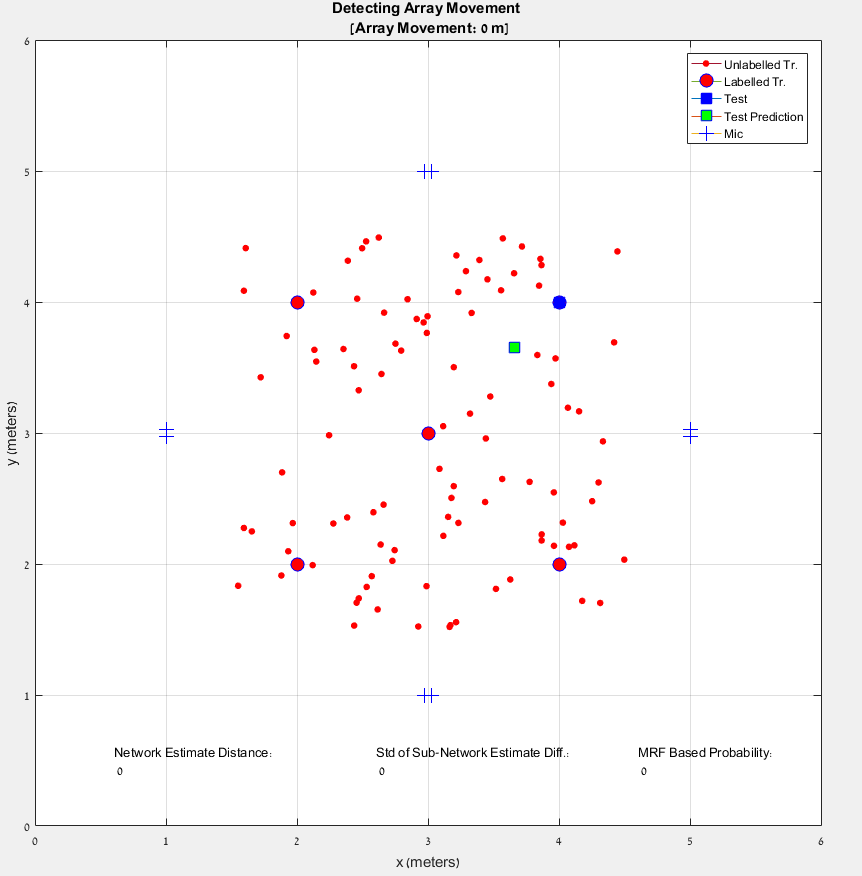 Detecting Array Movement
[Array Movement: 0 m]
6
Unlabelled Tr.
Labelled Tr.
Test
Test Prediction
Mic
5
4
3
y (meters)
2
1
Network Estimate Distance: Std of Sub-Network Estimate Diff.: MRF Based Probability:
0 0 0
0
0 1 2 3 4 5 6
x (meters)